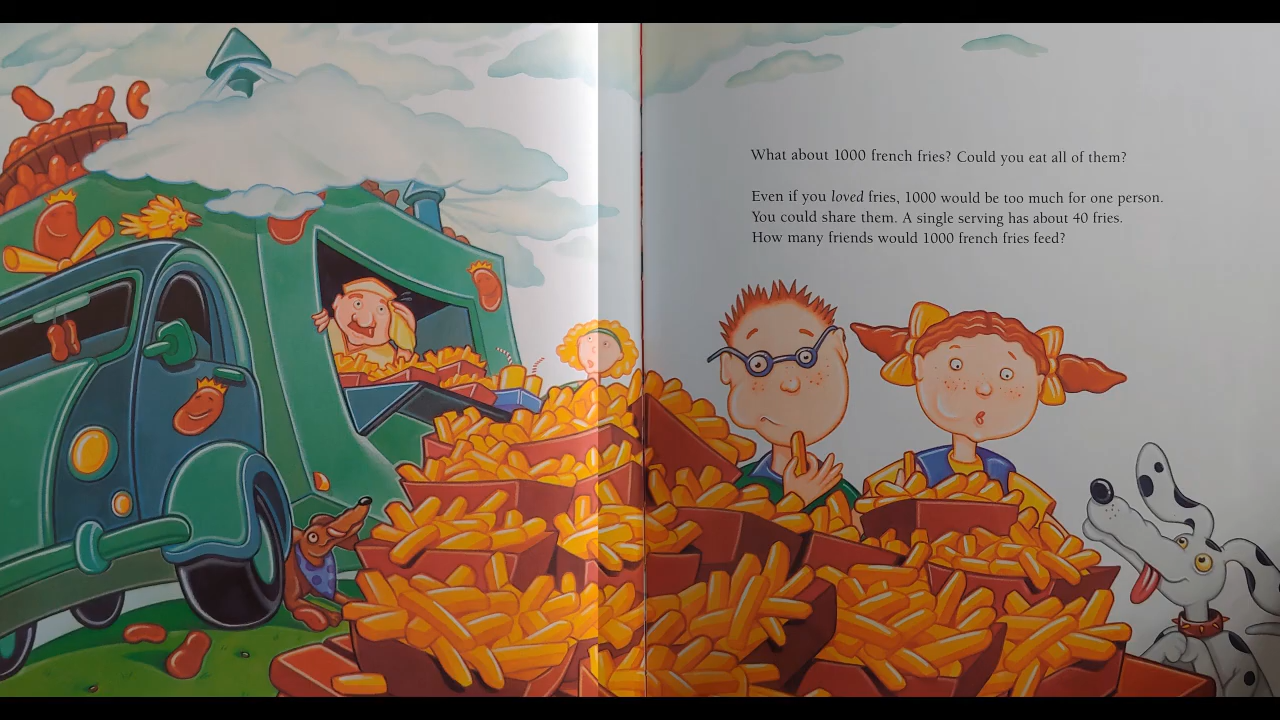 What about 1000 french fries? Could you eat all of them?
Even if you loved fries, 1000 would be too much for one person.
You could share them. A single serving has about 40 fries.
How many friends would 1000 french fries feed?